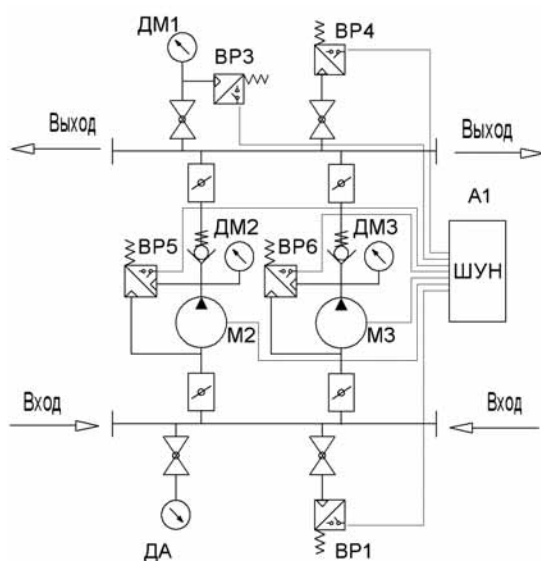 ДМ1
ВР3
ВР4
Выход
Выход
А1
ШУН
ВР5
ДМ2
ВР6
ДМ3
М2
М3
Вход
Вход
ДА
ВР1